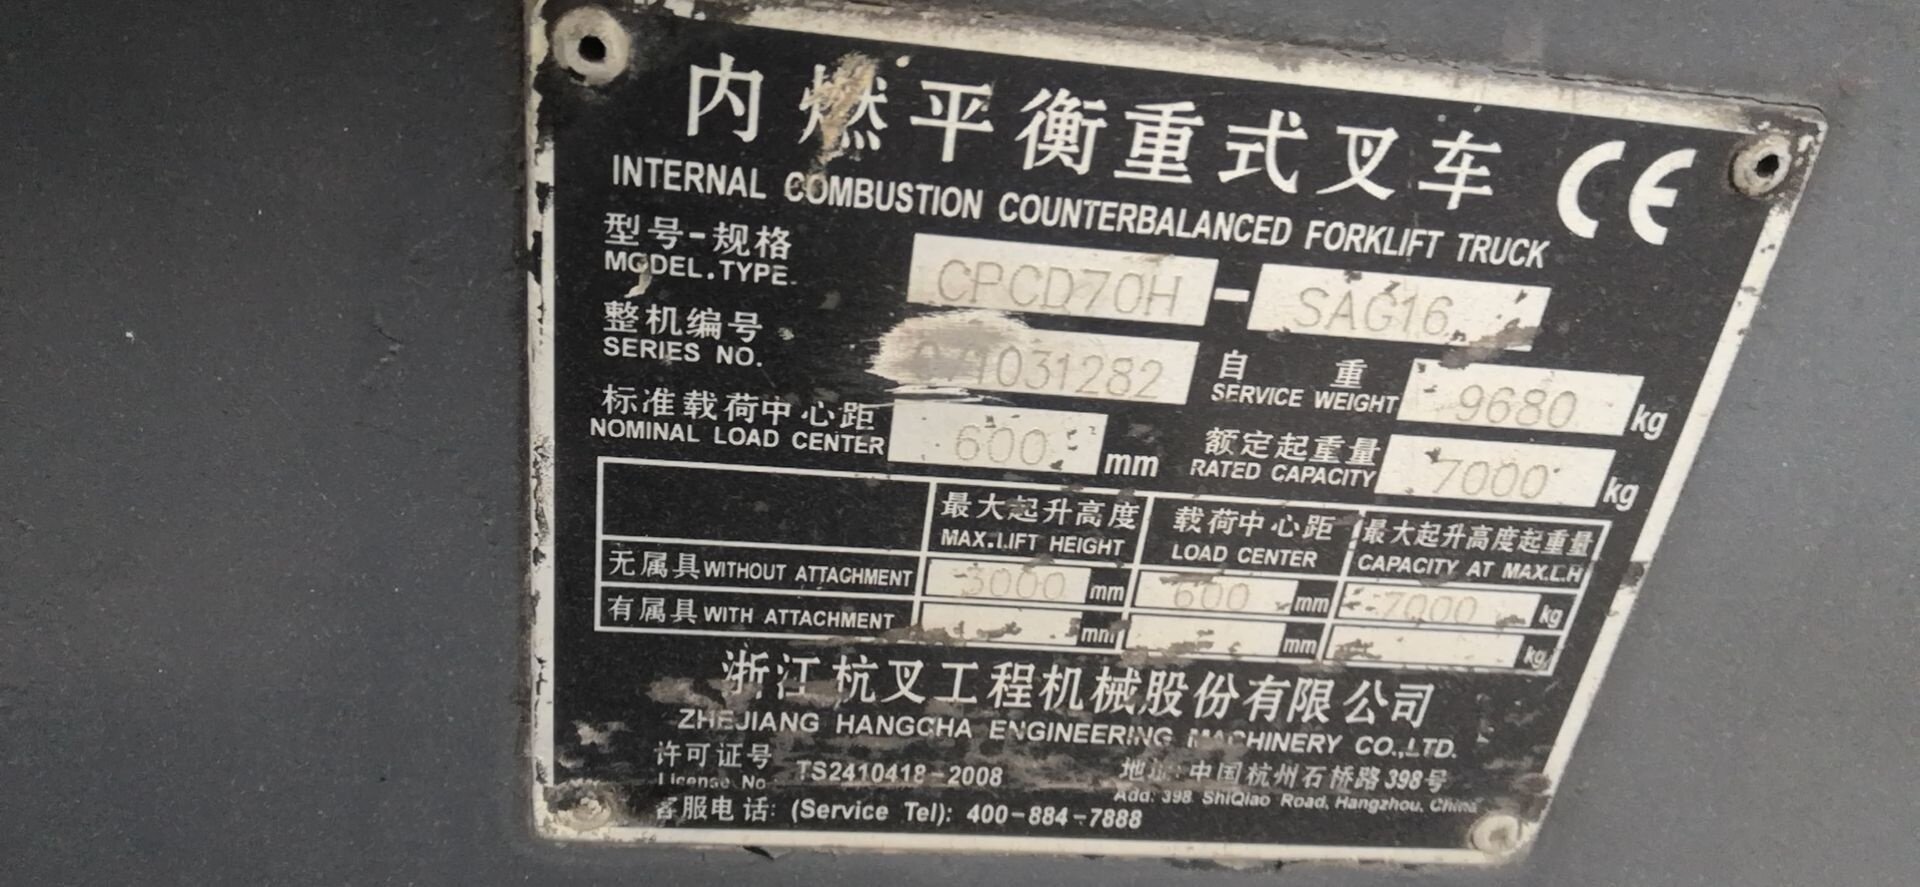 内燃平衡重式叉车 CE
INTERNAL COMBUSTION COUNTERBALANCED FORKLIFT TRUCK
型号-规格
MODEL.TYPE. CPCD70H - SAG16
整机编号
SERIES NO. 1031282
自重
SERVICE WEIGHT 9680 kg
标准载荷中心距
NOMINAL LOAD CENTER 600 mm
额定起重量
RATED CAPACITY 7000 kg
最大起升高度 载荷中心距 最大起升高度起重量
MAX.LIFT HEIGHT LOAD CENTER CAPACITY AT MAX.L.H
无属具 WITHOUT ATTACHMENT 3000 mm 600 mm 7000 kg
有属具 WITH ATTACHMENT mm mm kg
浙江杭叉工程机械股份有限公司
ZHEJIANG HANGCHA ENGINEERING MACHINERY CO.,LTD.
许可证号
License No TS2410418-2008
地址:中国杭州石桥路398号
Add: 398 ShiQiao Road, Hangzhou, China
客服电话: (Service Tel): 400-884-7888